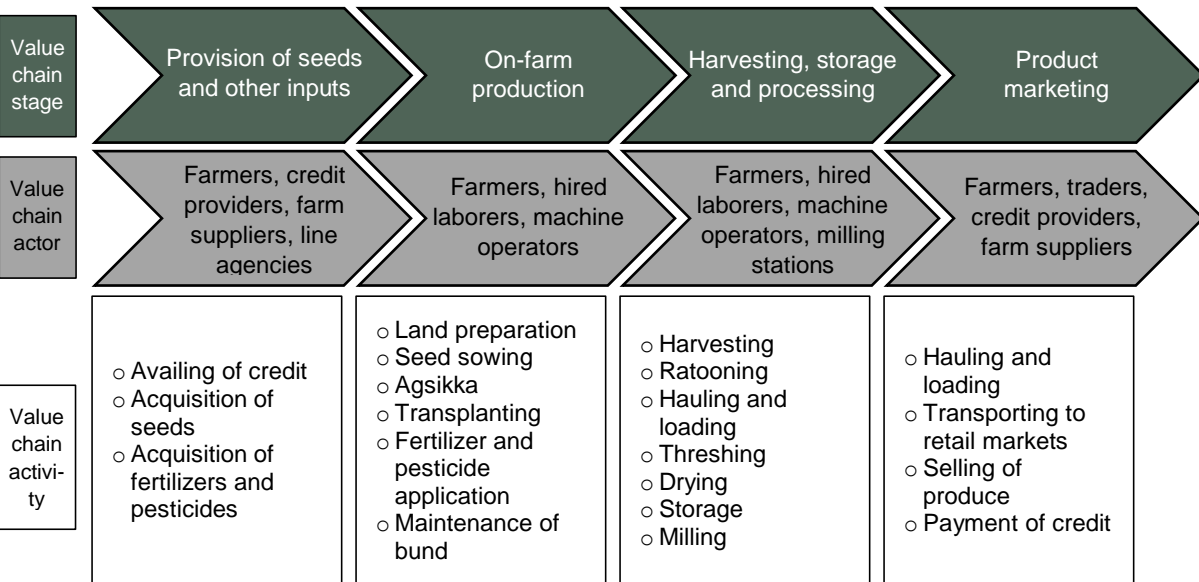 Value
chain
stage
Provision of seeds
and other inputs
On-farm
production
Harvesting, storage
and processing
Product
marketing
Value
chain
actor
Farmers, credit
providers, farm
suppliers, line
agencies
Farmers, hired
laborers, machine
operators
Farmers, hired
laborers, machine
operators, milling
stations
Farmers, traders,
credit providers,
farm suppliers
Value
chain
activi-
ty
o Availing of credit
o Acquisition of
seeds
o Acquisition of
fertilizers and
pesticides
o Land preparation
o Seed sowing
o Agsikka
o Transplanting
o Fertilizer and
pesticide
application
o Maintenance of
bund
o Harvesting
o Ratooning
o Hauling and
loading
o Threshing
o Drying
o Storage
o Milling
o Hauling and
loading
o Transporting to
retail markets
o Selling of
produce
o Payment of credit